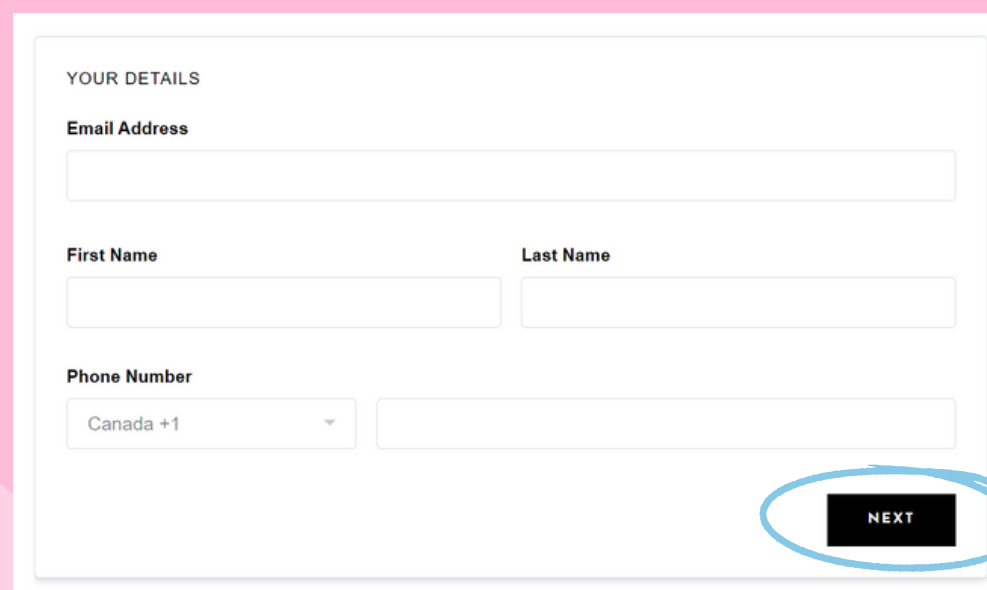 YOUR DETAILS
Email Address
First Name Last Name
Phone Number
Canada +1
NEXT